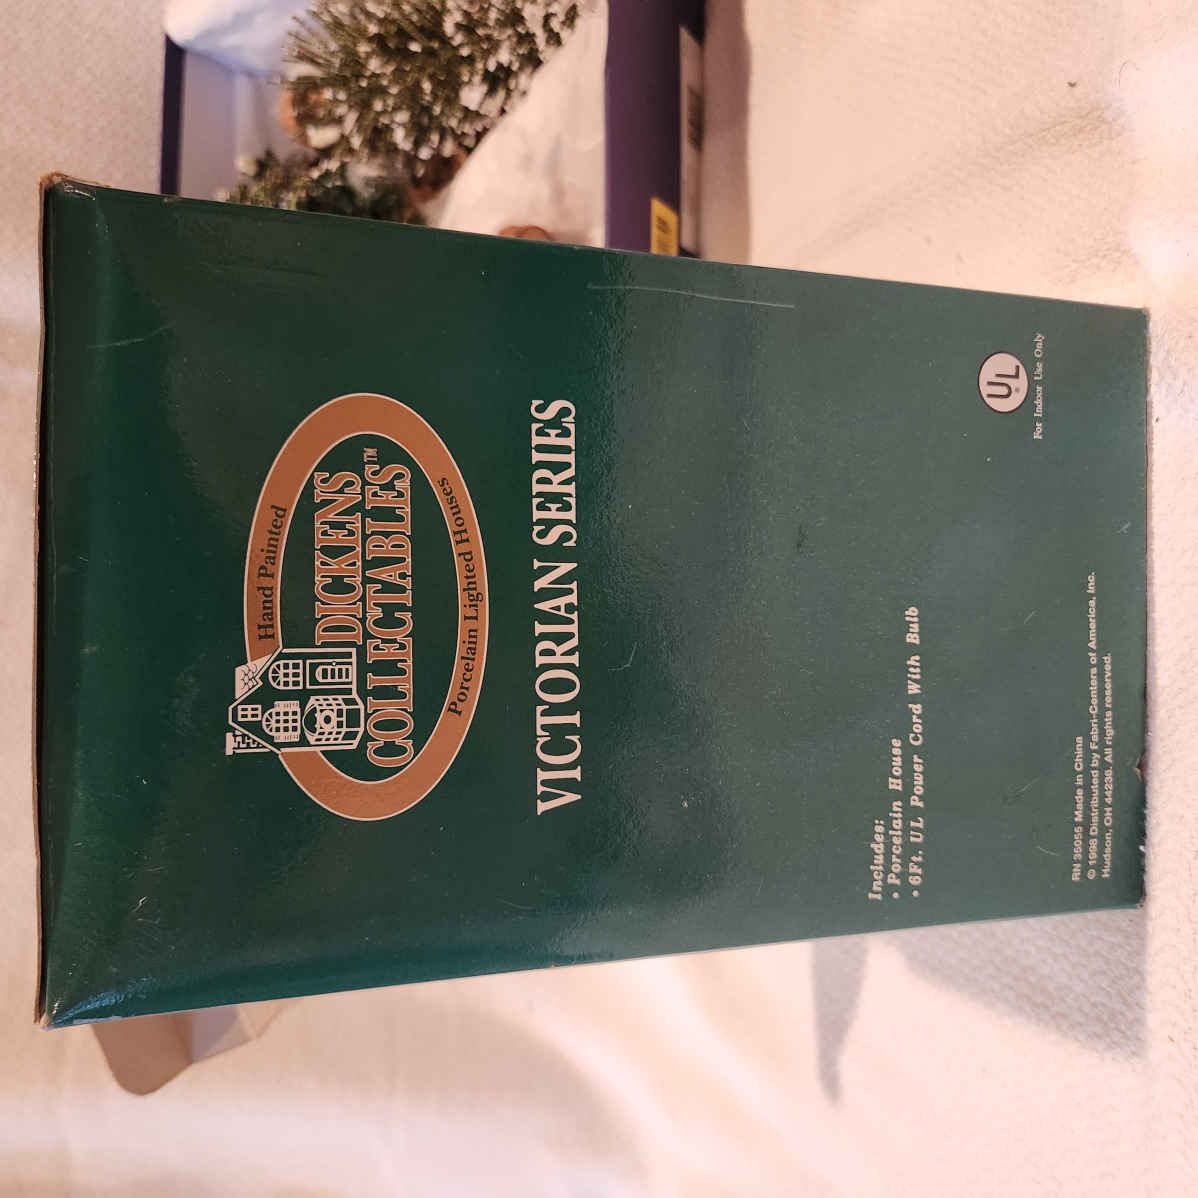 Hand Painted
DICKENS
COLLECTABLES™
Porcelain Lighted Houses
VICTORIAN SERIES
Includes:
• Porcelain House
• 6Ft. UL Power Cord With Bulb
UL
®
For Indoor Use Only
RN 35055 Made in China
© 1998 Distributed by Fabri-Centers of America, Inc.
Hudson, OH 44236. All rights reserved.